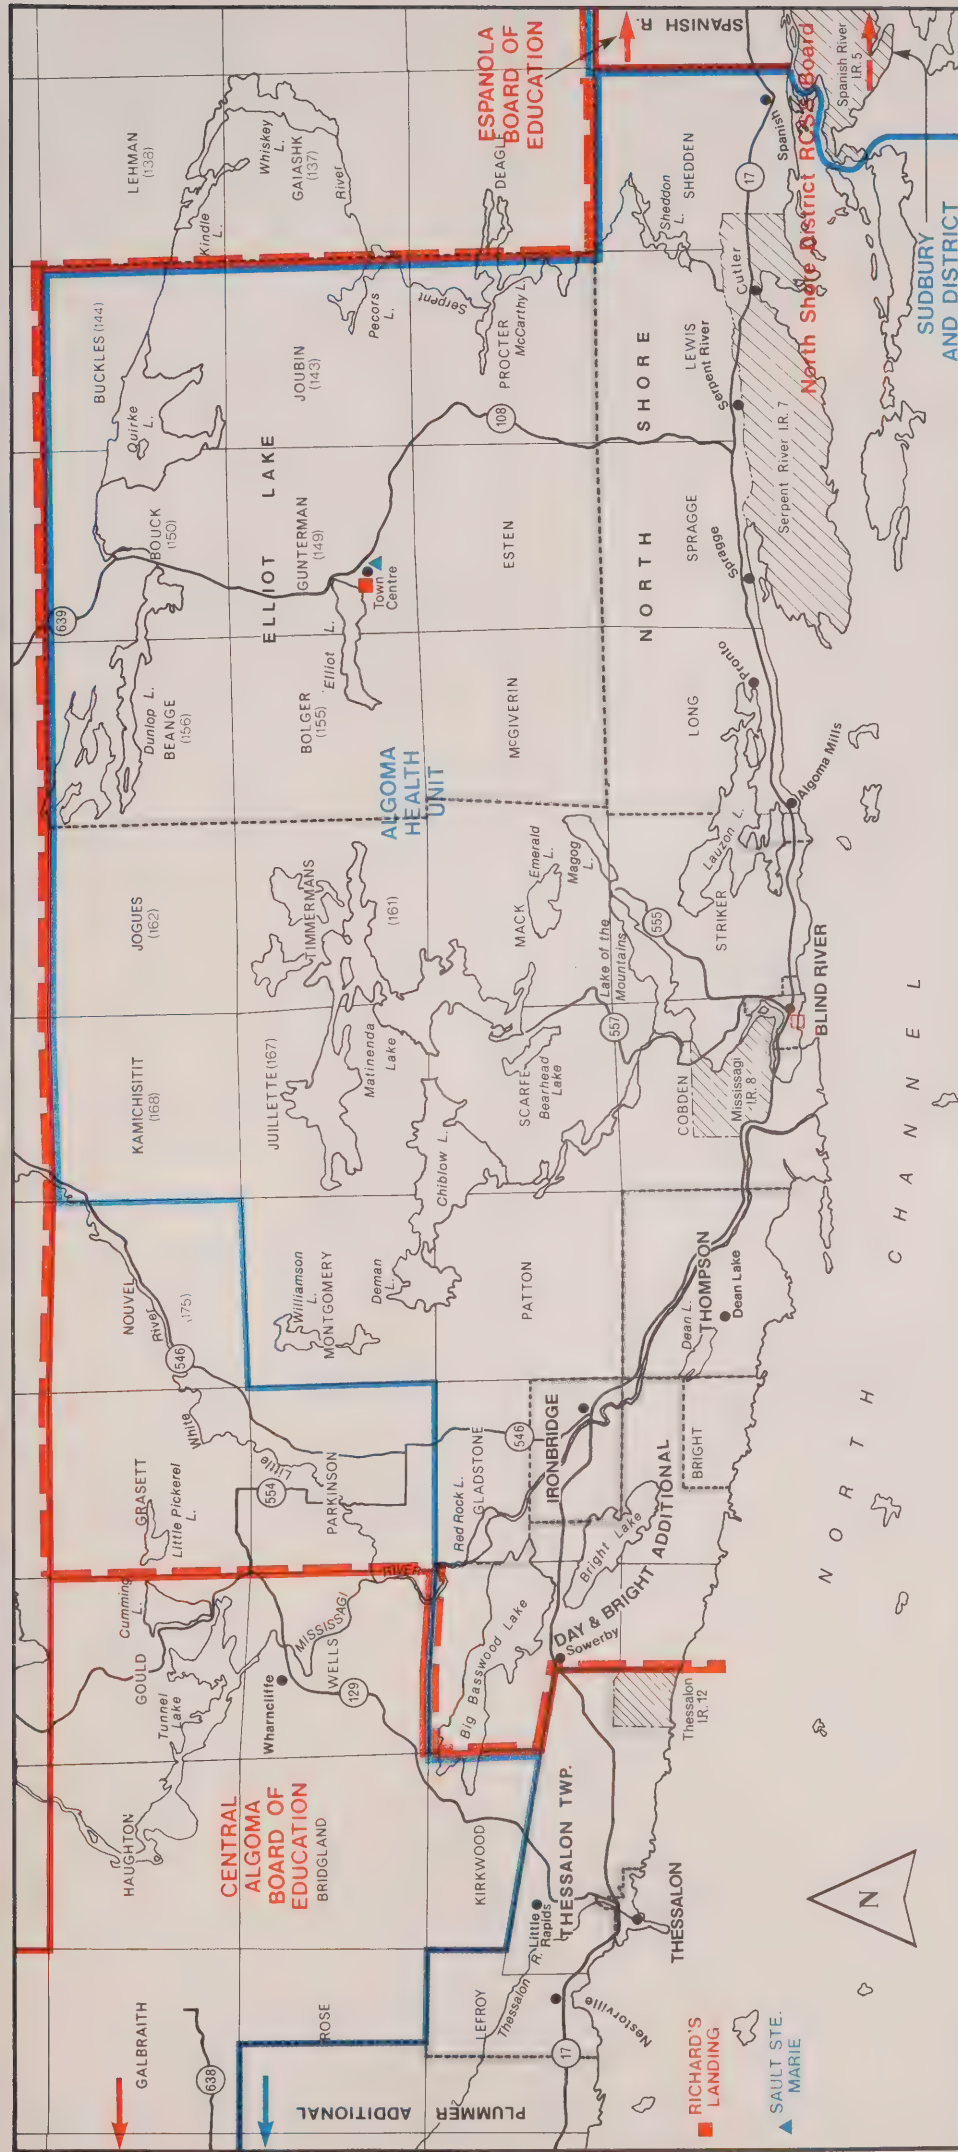 GALBRAITH
638
ROSE
PLUMMER
ADDITIONAL
LEFROY
Thessalon
R.
Little
Rapids
Nestorville
17
THESSALON
THESSALON TWP.
KIRKWOOD
HAUGHTON
CENTRAL
ALGOMA
BOARD OF
EDUCATION
BRIDGLAND
GOULD
Tunnel
Lake
Cumming
L.
Wharncliffe
129
WELLS
MISSISSAGI
RIVER
Big Basswood Lake
DAY & BRIGHT
ADDITIONAL
Sowerby
Thessalon
I.R. 12
Bright Lake
GRASETT
Little Pickerel
L.
554
PARKINSON
Little
White
River
Red Rock L.
GLADSTONE
546
IRONBRIDGE
BRIGHT
NOUVEL
(175)
546
Williamson
L.
MONTGOMERY
Deman
L.
PATTON
THOMPSON
Dean L.
Dean Lake
KAMICHISITIT
(168)
JUILLETTE (167)
Matinenda
Lake
Chiblow L.
SCARFE
Bearhead
Lake
557
COBDEN
Mississagi
I.R. 8
BLIND RIVER
JOGUES
(162)
TIMMERMANS
(161)
MACK
Emerald
L.
Magog
L.
Lake of the
Mountains
555
STRIKER
Lauzon L.
Algoma Mills
ALGOMA
HEALTH
UNIT
639
Dunlop L.
BEANGE
(156)
BOLGER
(155)
Elliot L.
McGIVERIN
LONG
Pronto
BOUCK
(150)
ELLIOT LAKE
GUNTERMAN
(149)
Town
Centre
ESTEN
NORTH SHORE
SPRAGGE
Spragge
BUCKLES (144)
Quirke
L.
JOUBIN
(143)
Pecors
L.
Serpent
River
108
PROCTER
McCarthy L.
LEWIS
Serpent River
Serpent River I.R. 7
Cutler
LEHMAN
(138)
Kindle
L.
Whiskey
L.
GAIASHK
(137)
DEAGLE
ESPANOLA
BOARD OF
EDUCATION
Sheddon
L.
SHEDDEN
17
Spanish
SPANISH R.
North Shore District RCSS Board
Spanish River
I.R. 5
SUDBURY
AND DISTRICT
NORTH CHANNEL
N
RICHARD'S
LANDING
SAULT STE.
MARIE